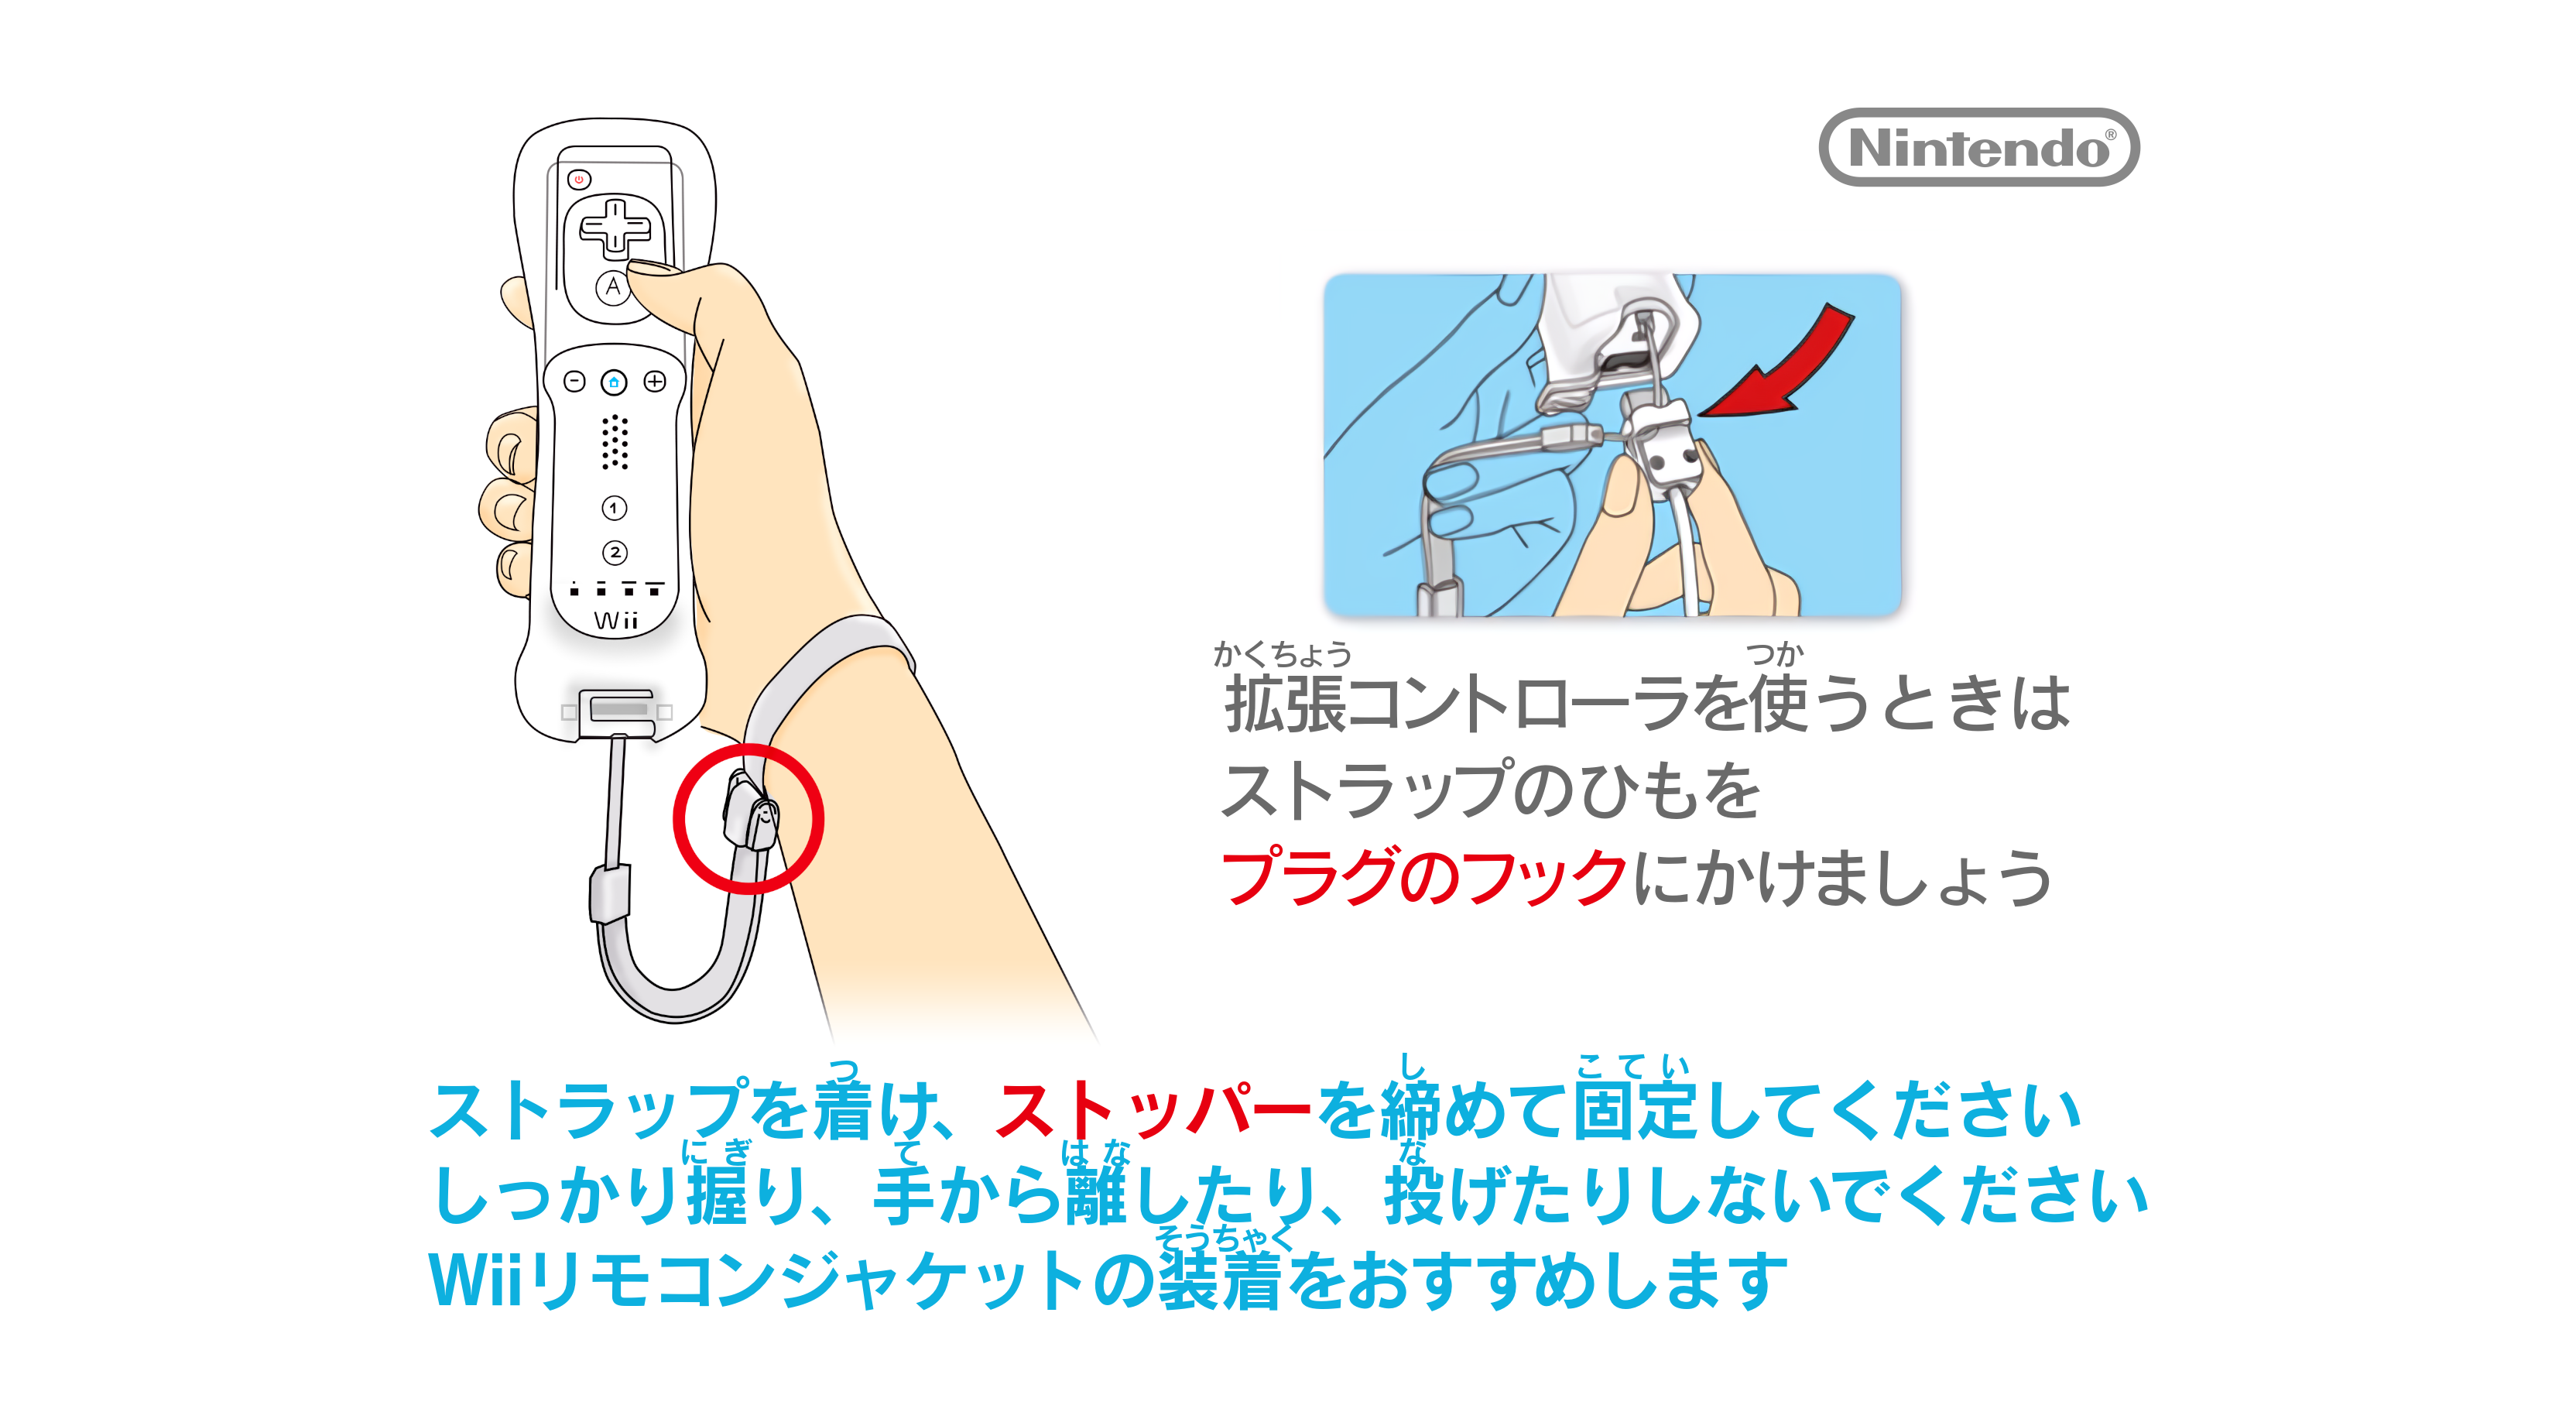 Nintendo®
A
1
2
Wii
かくちょう つか
拡張コントローラを使うときは
ストラップのひもを
プラグのフックにかけましょう
つ し こてい
ストラップを着け、ストッパーを締めて固定してください
にぎ て はな な
しっかり握り、手から離したり、投げたりしないでください
そうちゃく
Wiiリモコンジャケットの装着をおすすめします